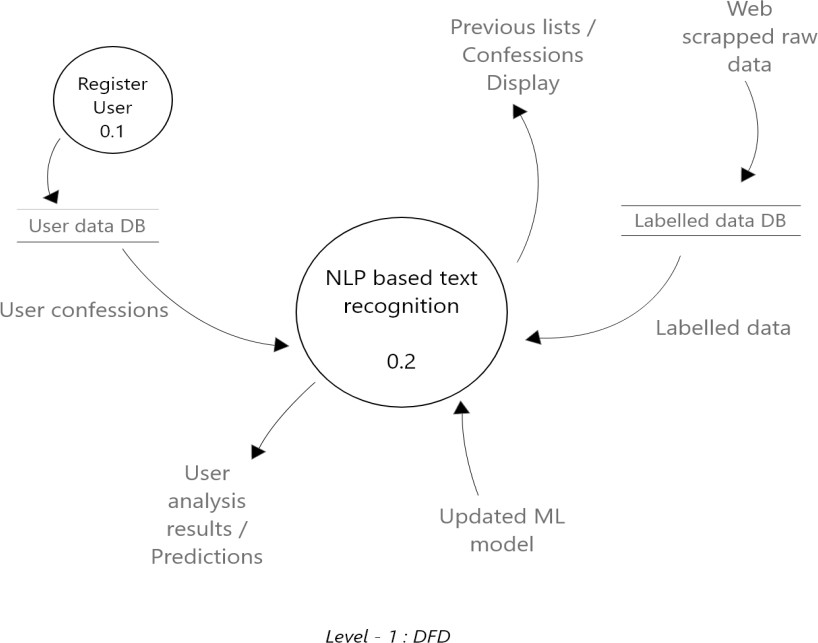 Register
User
0.1
User data DB
User confessions
Previous lists /
Confessions
Display
Web
scrapped raw
data
Labelled data DB
Labelled data
NLP based text
recognition
0.2
User
analysis
results /
Predictions
Updated ML
model
Level - 1 : DFD